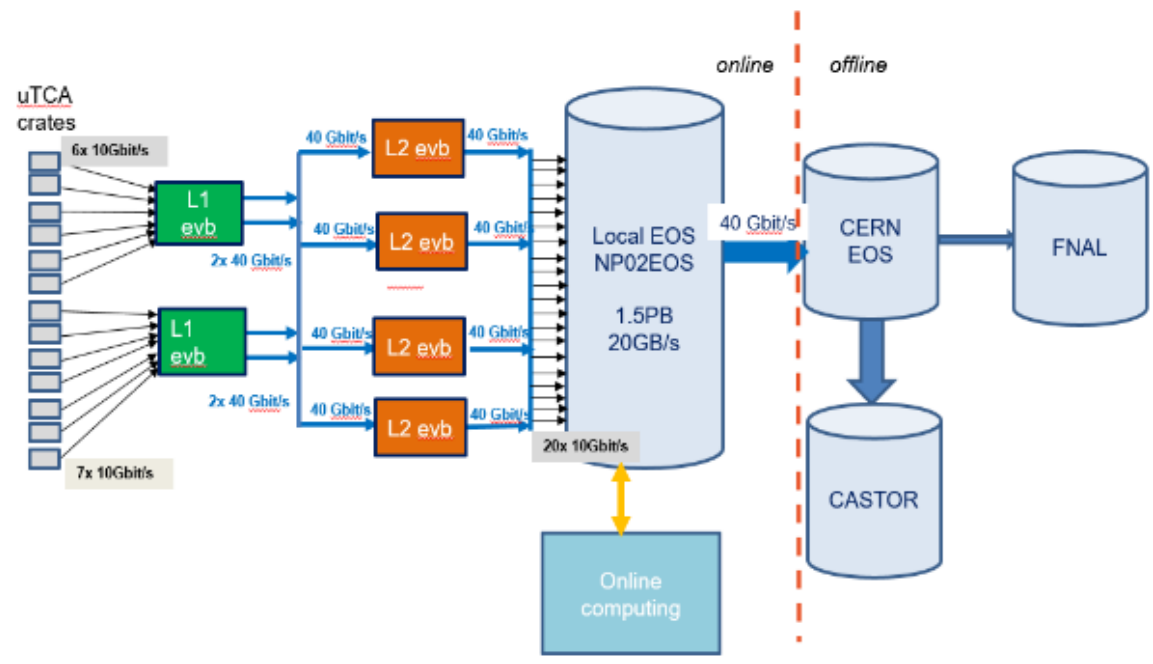 online
offline
uTCA
crates
6x 10Gbit/s
40 Gbit/s
L2 evb
40 Gbit/s
L1
evb
40 Gbit/s
L2 evb
40 Gbit/s
2x 40 Gbit/s
Local EOS
NP02EOS
1.5PB
20GB/s
40 Gbit/s
CERN
EOS
FNAL
L1
evb
40 Gbit/s
L2 evb
40 Gbit/s
2x 40 Gbit/s
40 Gbit/s
L2 evb
40 Gbit/s
20x 10Gbit/s
7x 10Gbit/s
CASTOR
Online
computing